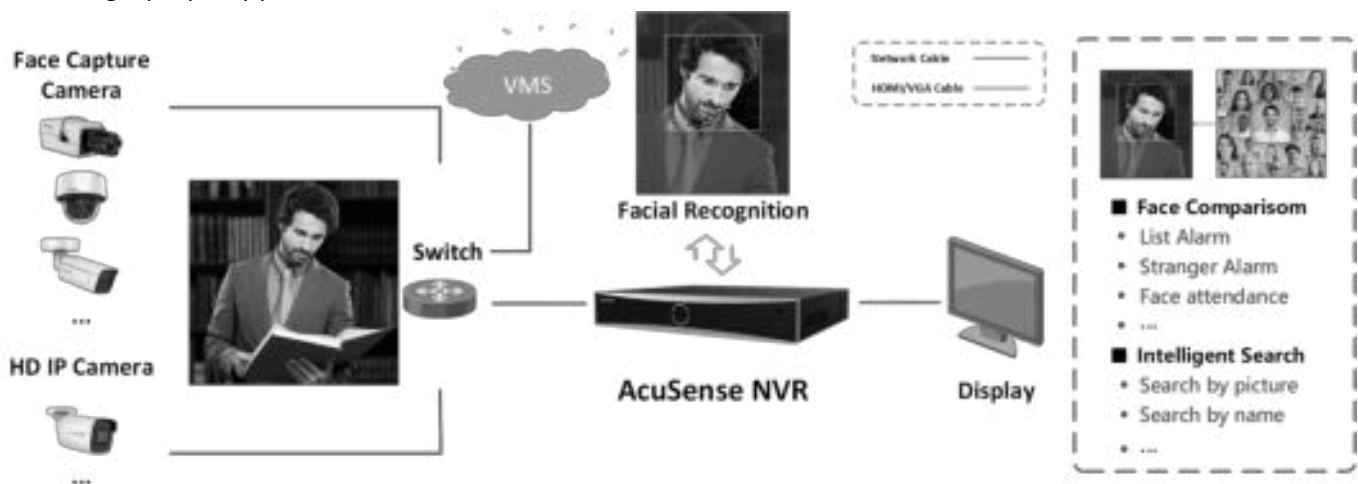 Face Capture
Camera
...
HD IP Camera
...
VMS
Switch
Facial Recognition
AcuSense NVR
Display
Network Cable
HDMI/VGA Cable
■ Face Comparisom
• List Alarm
• Stranger Alarm
• Face attendance
• ...
■ Intelligent Search
• Search by picture
• Search by name
• ...